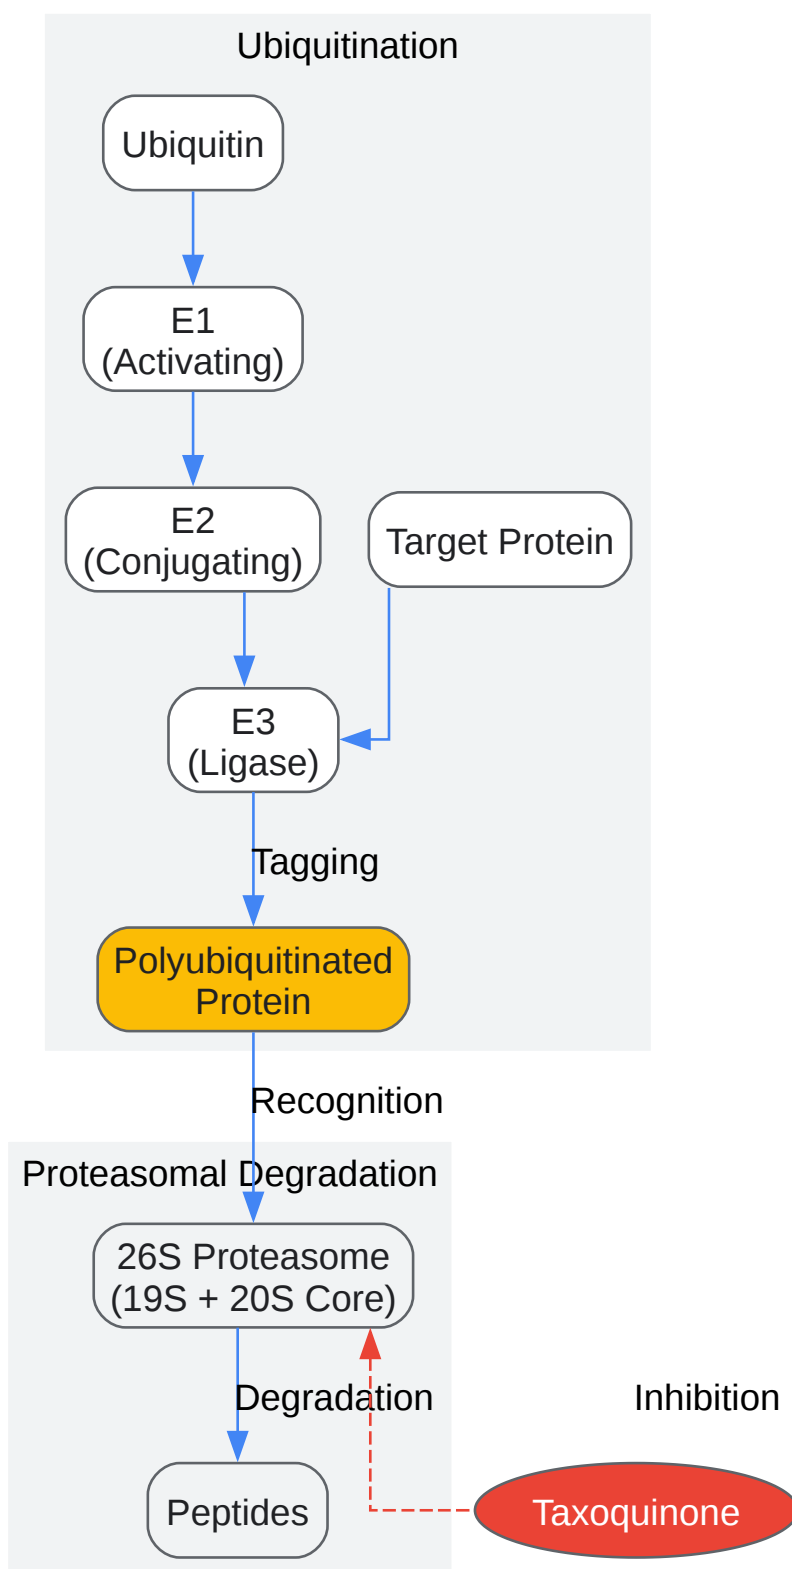 Ubiquitination
Ubiquitin
E1
(Activating)
E2
(Conjugating)
Target Protein
E3
(Ligase)
Tagging
Polyubiquitinated
Protein
Recognition
Proteasomal Degradation
26S Proteasome
(19S + 20S Core)
Degradation
Inhibition
Peptides
Taxoquinone